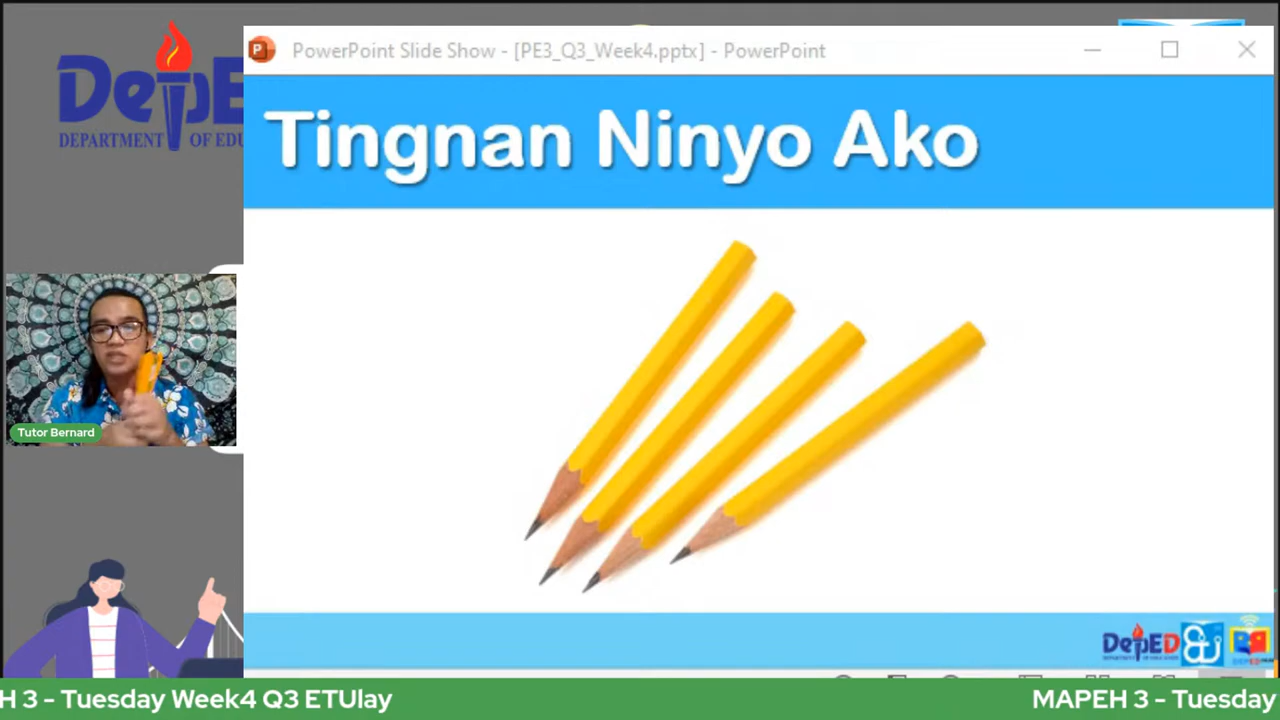 DepE
DEPARTMENT OF EDU
PowerPoint Slide Show - [PE3_Q3_Week4.pptx] - PowerPoint
Tingnan Ninyo Ako
Tutor Bernard
DepED
H 3 - Tuesday Week4 Q3 ETUlay
MAPEH 3 - Tuesday